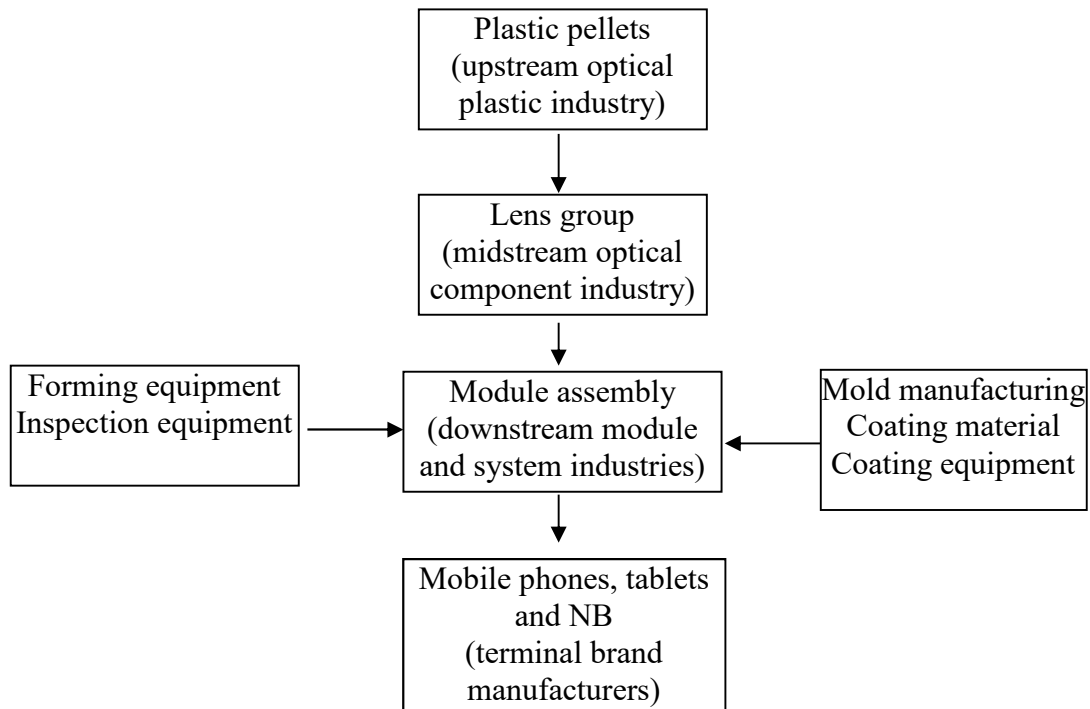 Plastic pellets
(upstream optical
plastic industry)
Lens group
(midstream optical
component industry)
Forming equipment
Inspection equipment
Module assembly
(downstream module
and system industries)
Mold manufacturing
Coating material
Coating equipment
Mobile phones, tablets
and NB
(terminal brand
manufacturers)